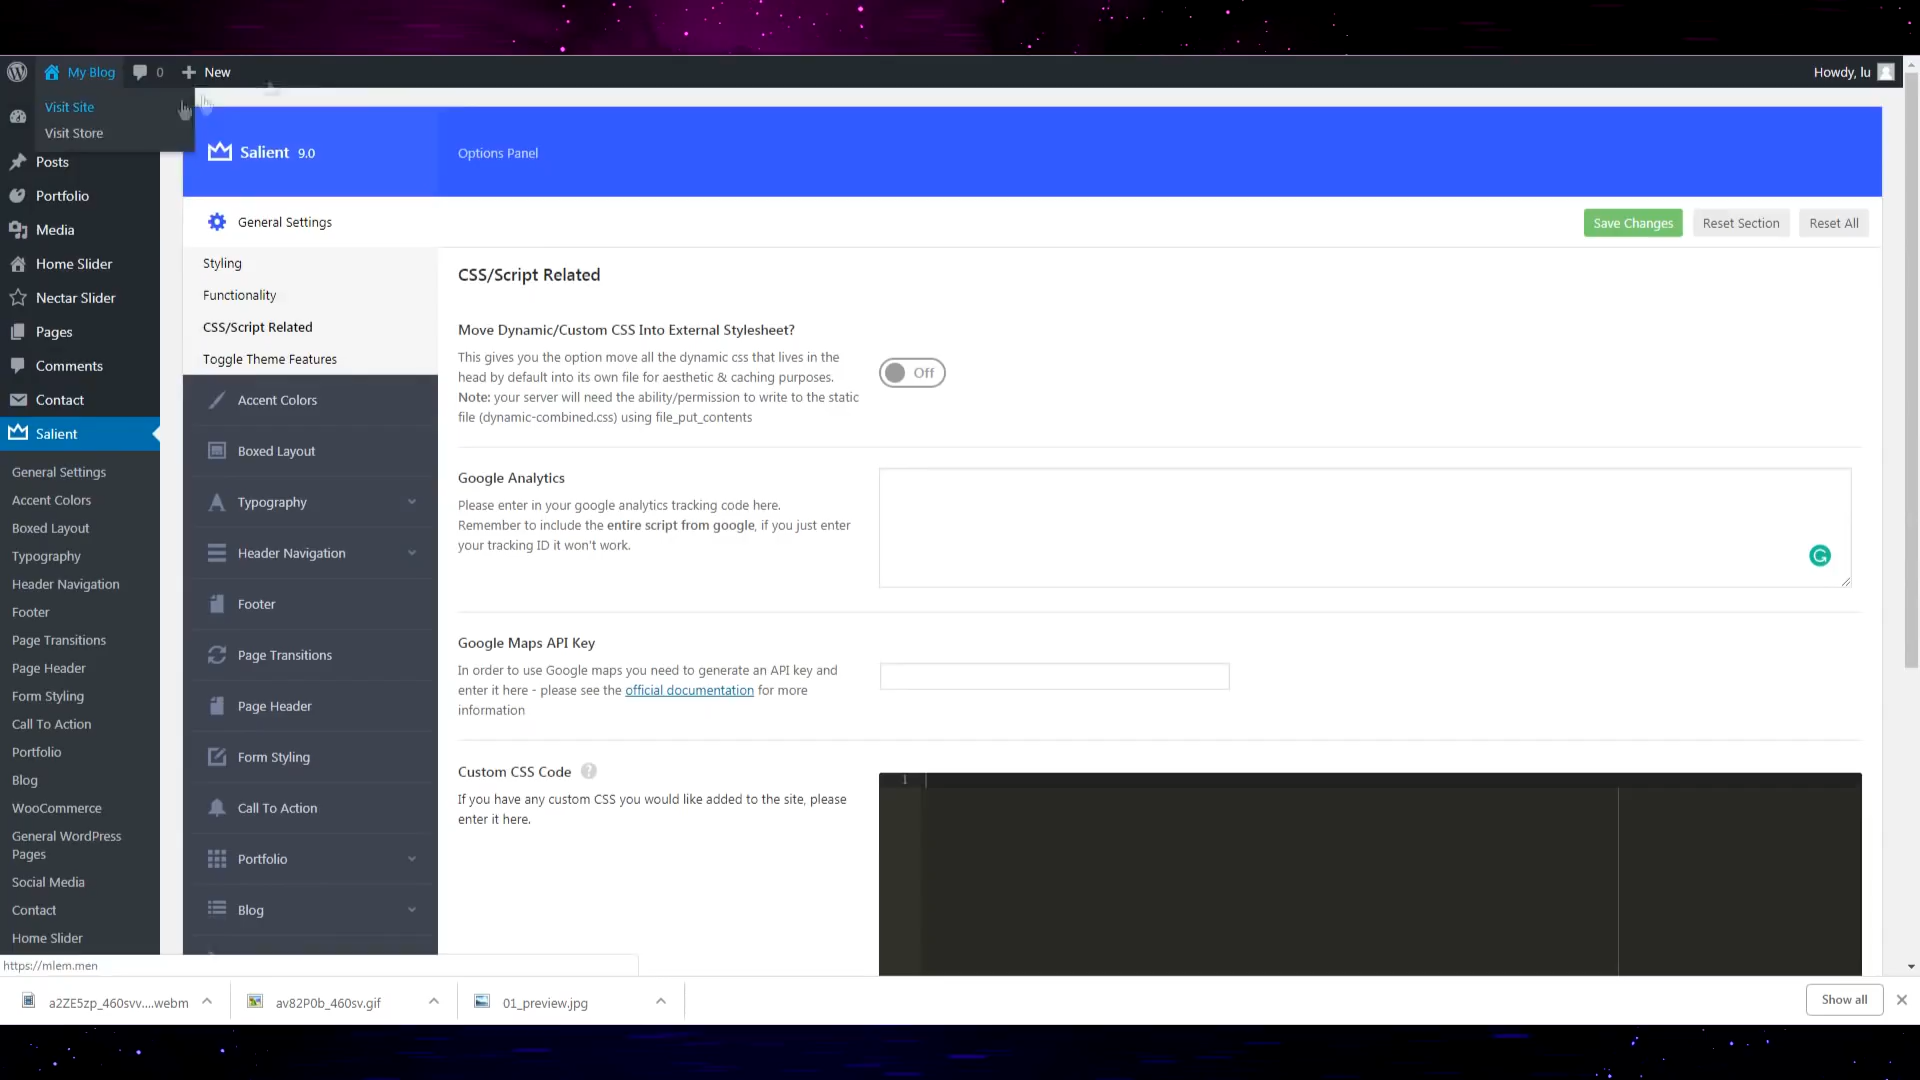 My Blog
0
New
Howdy, lu
Visit Site
Visit Store
Posts
Portfolio
Media
Home Slider
Nectar Slider
Pages
Comments
Contact
Salient
General Settings
Accent Colors
Boxed Layout
Typography
Header Navigation
Footer
Page Transitions
Page Header
Form Styling
Call To Action
Portfolio
Blog
WooCommerce
General WordPress
Pages
Social Media
Contact
Home Slider
Salient 9.0
Options Panel
General Settings
Save Changes
Reset Section
Reset All
Styling
Functionality
CSS/Script Related
Toggle Theme Features
Accent Colors
Boxed Layout
Typography
Header Navigation
Footer
Page Transitions
Page Header
Form Styling
Call To Action
Portfolio
Blog
CSS/Script Related
Move Dynamic/Custom CSS Into External Stylesheet?
This gives you the option move all the dynamic css that lives in the
head by default into its own file for aesthetic & caching purposes.
Note: your server will need the ability/permission to write to the static
file (dynamic-combined.css) using file_put_contents
Off
Google Analytics
Please enter in your google analytics tracking code here.
Remember to include the entire script from google, if you just enter
your tracking ID it won't work.
Google Maps API Key
In order to use Google maps you need to generate an API key and
enter it here - please see the official documentation for more
information
Custom CSS Code ?
If you have any custom CSS you would like added to the site, please
enter it here.
1
https://mlem.men
a2ZE5zp_460svv....webm
av82P0b_460sv.gif
01_preview.jpg
Show all